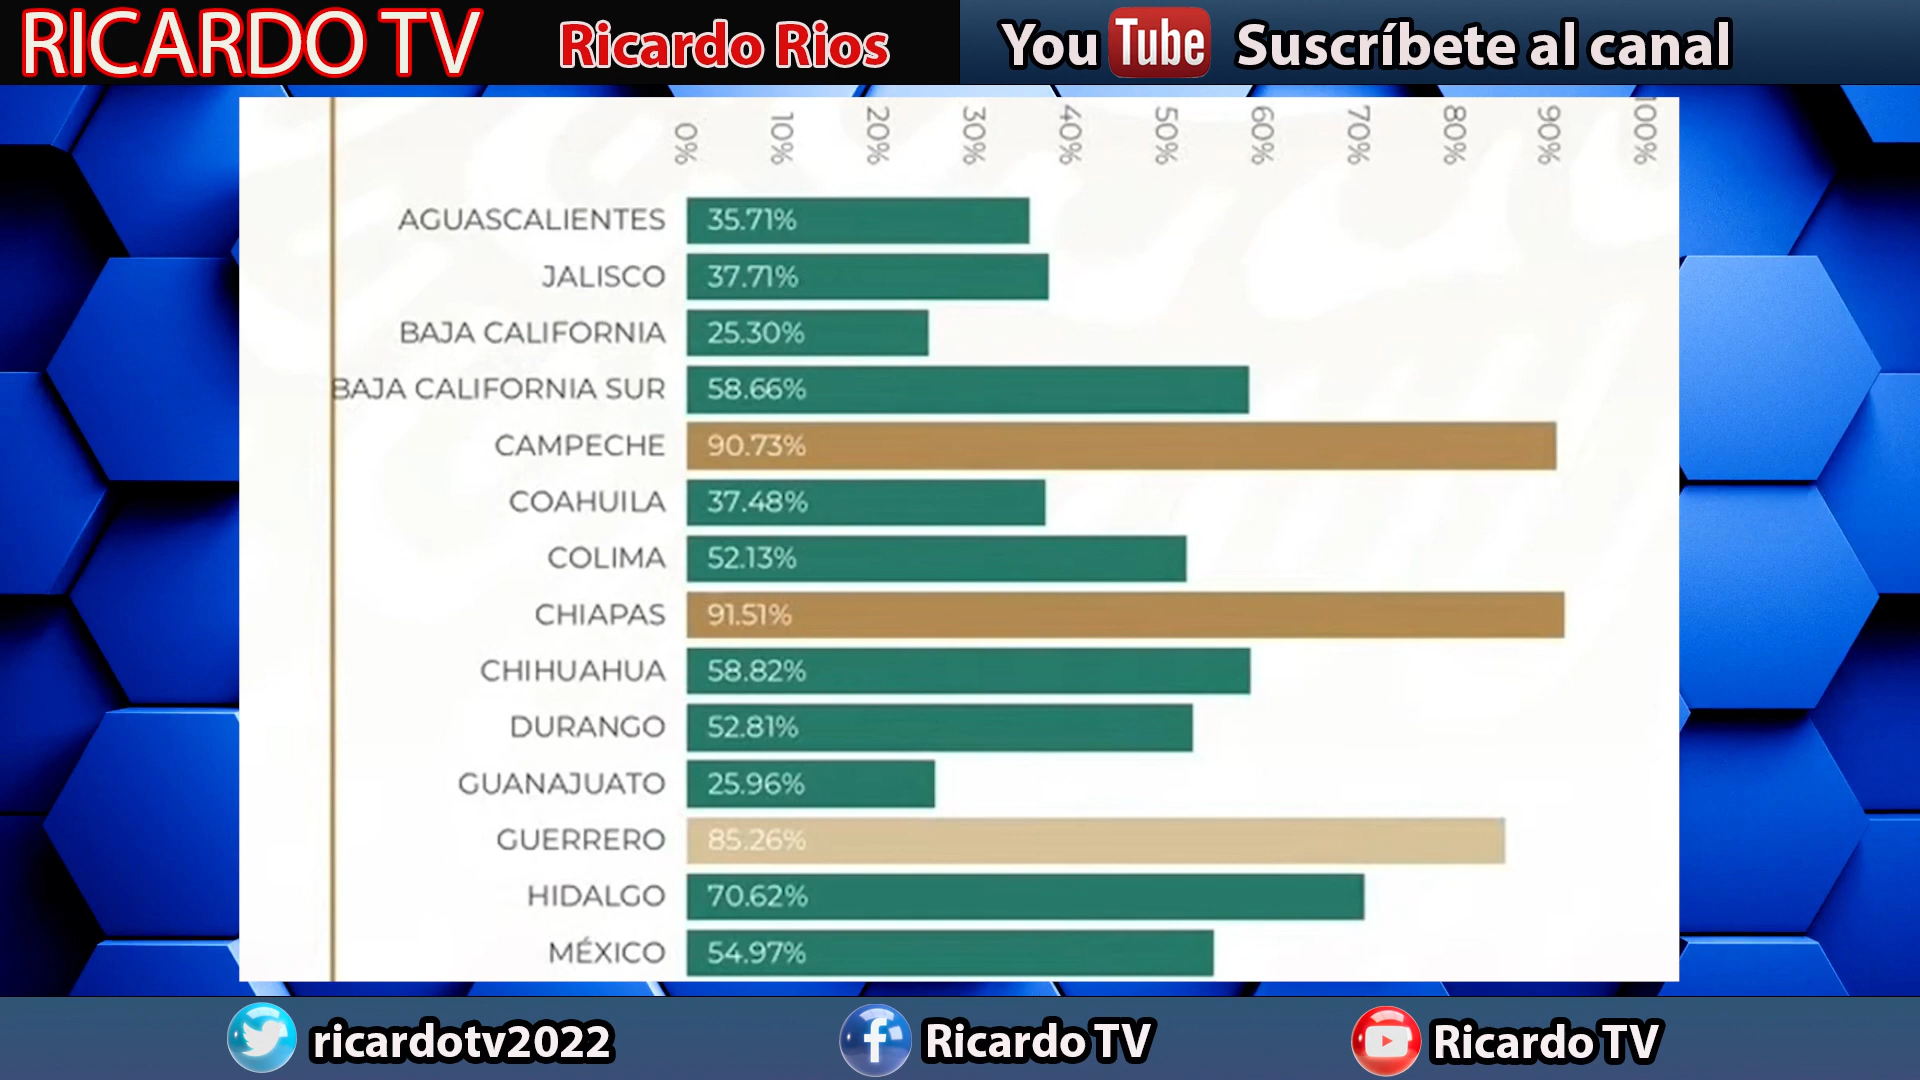 RICARDO TV Ricardo Rios You Tube Suscríbete al canal
0% 10% 20% 30% 40% 50% 60% 70% 80% 90% 100%
AGUASCALIENTES 35.71%
JALISCO 37.71%
BAJA CALIFORNIA 25.30%
BAJA CALIFORNIA SUR 58.66%
CAMPECHE 90.73%
COAHUILA 37.48%
COLIMA 52.13%
CHIAPAS 91.51%
CHIHUAHUA 58.82%
DURANGO 52.81%
GUANAJUATO 25.96%
GUERRERO 85.26%
HIDALGO 70.62%
MÉXICO 54.97%
ricardotv2022 Ricardo TV Ricardo TV